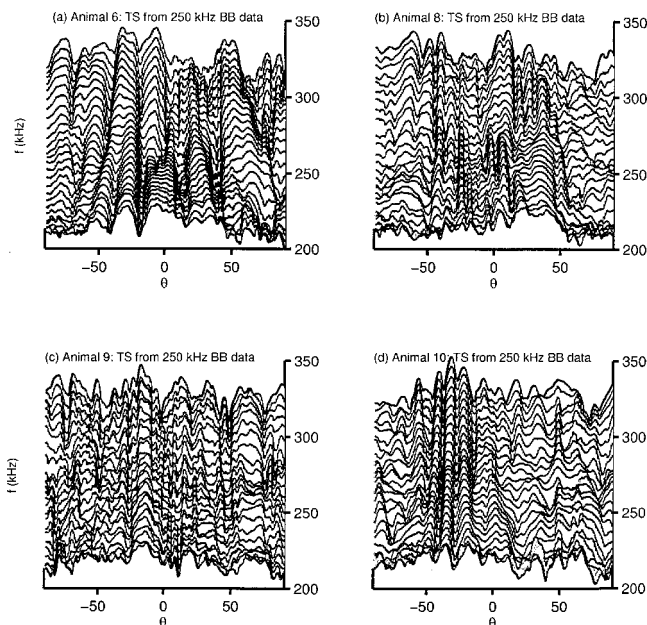 (a) Animal 6: TS from 250 kHz BB data
350
300
250
200
f (kHz)
−50 0 50
θ
(b) Animal 8: TS from 250 kHz BB data
350
300
250
200
−50 0 50
θ
(c) Animal 9: TS from 250 kHz BB data
350
300
250
200
f (kHz)
−50 0 50
θ
(d) Animal 10: TS from 250 kHz BB data
350
300
250
200
−50 0 50
θ